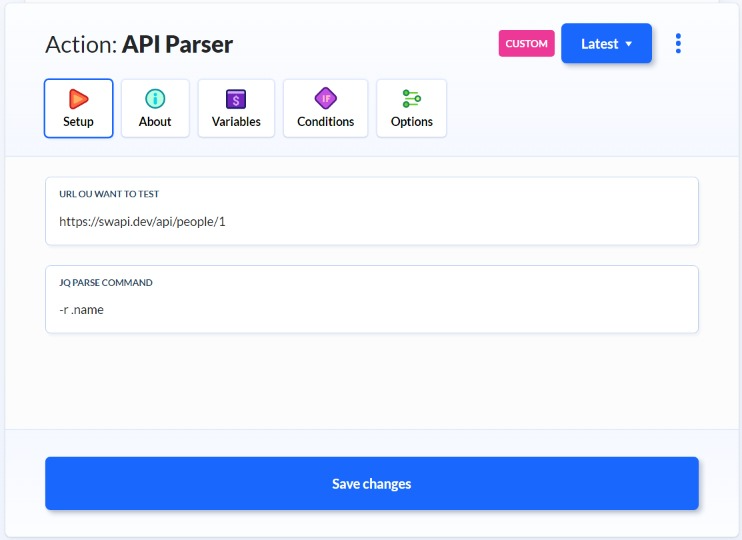 Action: API Parser
CUSTOM
Latest
Setup
About
$
Variables
IF
Conditions
Options
URL OU WANT TO TEST
https://swapi.dev/api/people/1
JQ PARSE COMMAND
-r .name
Save changes